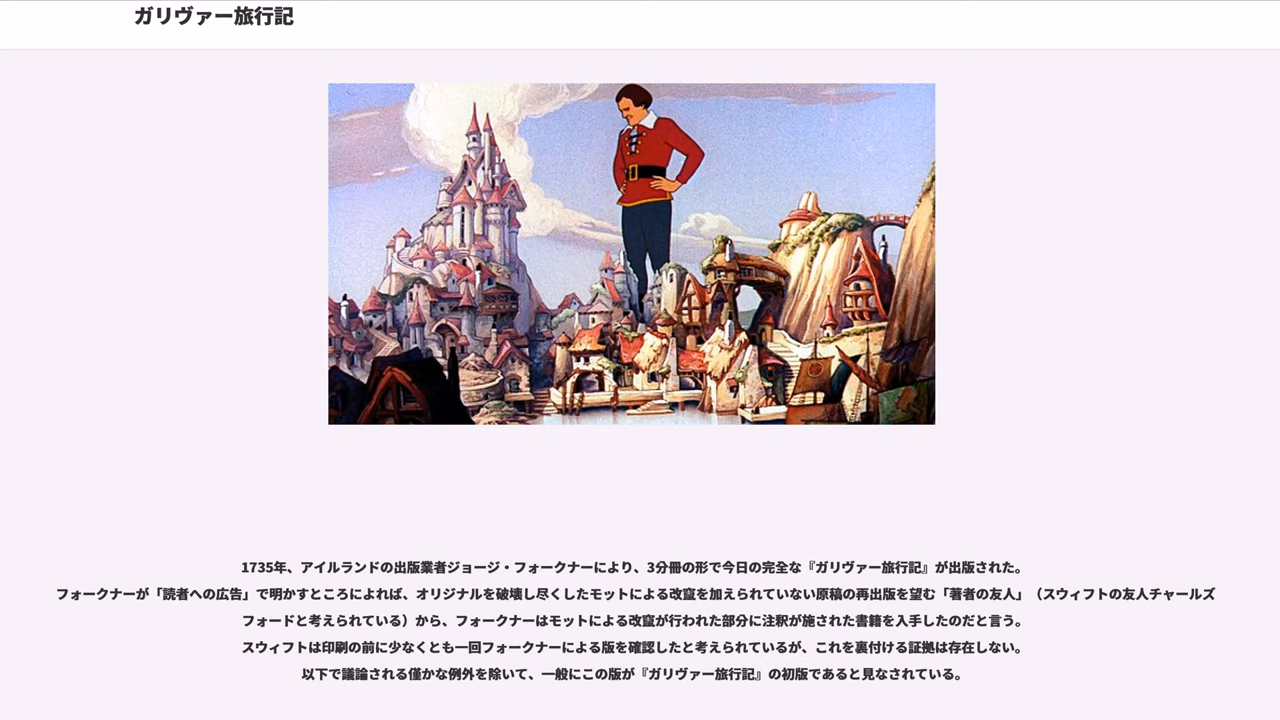 ガリヴァー旅行記
1735年、アイルランドの出版業者ジョージ・フォークナーにより、3分冊の形で今日の完全な『ガリヴァー旅行記』が出版された。
フォークナーが「読者への広告」で明かすところによれば、オリジナルを破壊し尽くしたモットによる改竄を加えられていない原稿の再出版を望む「著者の友人」（スウィフトの友人チャールズ
フォードと考えられている）から、フォークナーはモットによる改竄が行われた部分に注釈が施された書籍を入手したのだと言う。
スウィフトは印刷の前に少なくとも一回フォークナーによる版を確認したと考えられているが、これを裏付ける証拠は存在しない。
以下で議論される僅かな例外を除いて、一般にこの版が『ガリヴァー旅行記』の初版であると見なされている。